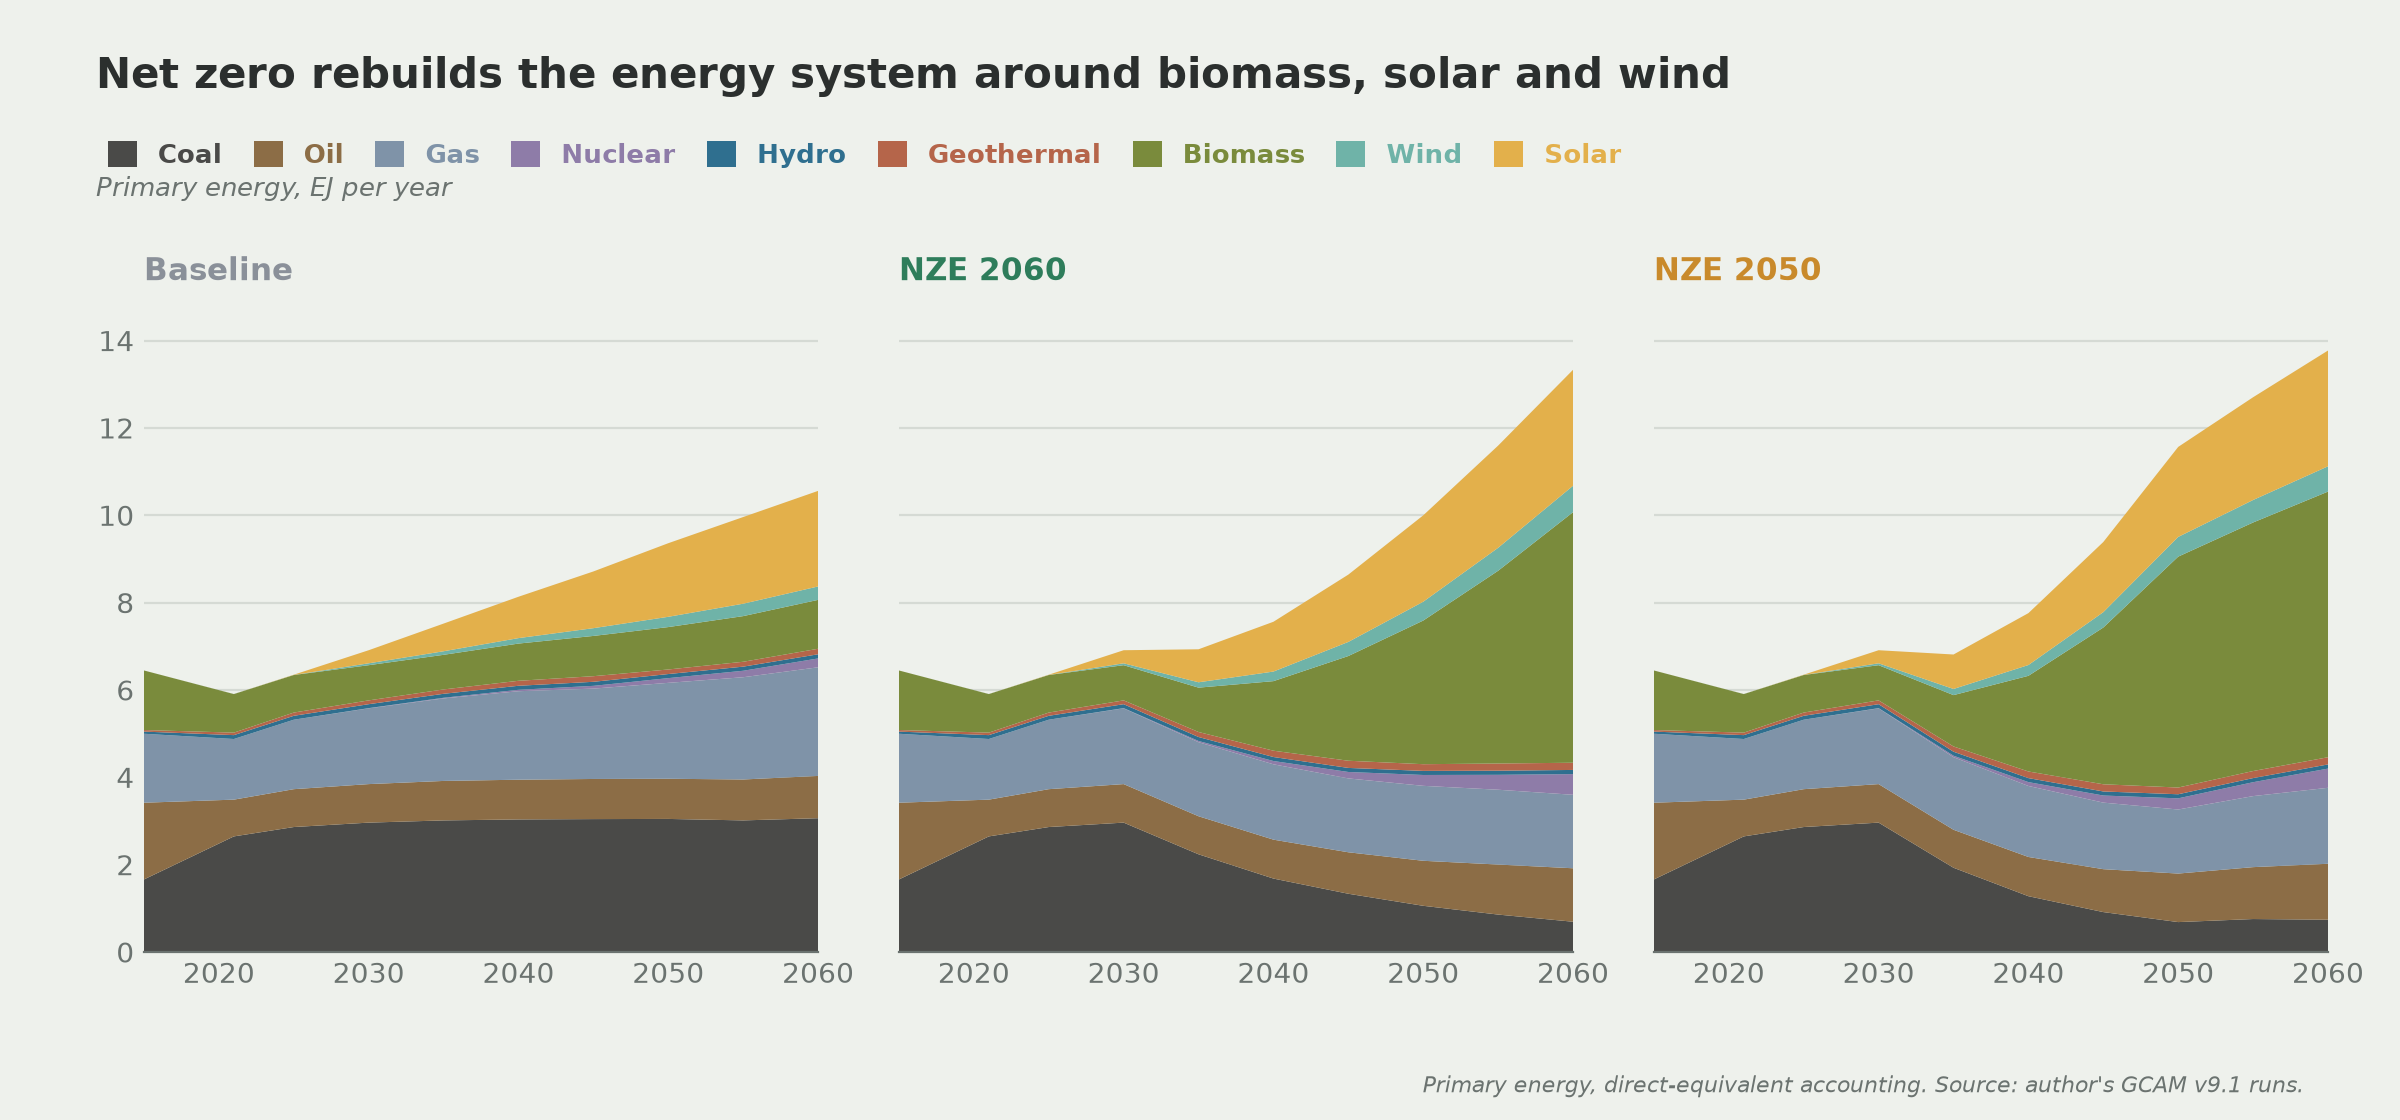 Net zero rebuilds the energy system around biomass, solar and wind
Coal Oil Gas Nuclear Hydro Geothermal Biomass Wind Solar
Primary energy, EJ per year
Baseline NZE 2060 NZE 2050
14
12
10
8
6
4
2
0
2020 2030 2040 2050 2060 2020 2030 2040 2050 2060 2020 2030 2040 2050 2060
Primary energy, direct-equivalent accounting. Source: author's GCAM v9.1 runs.